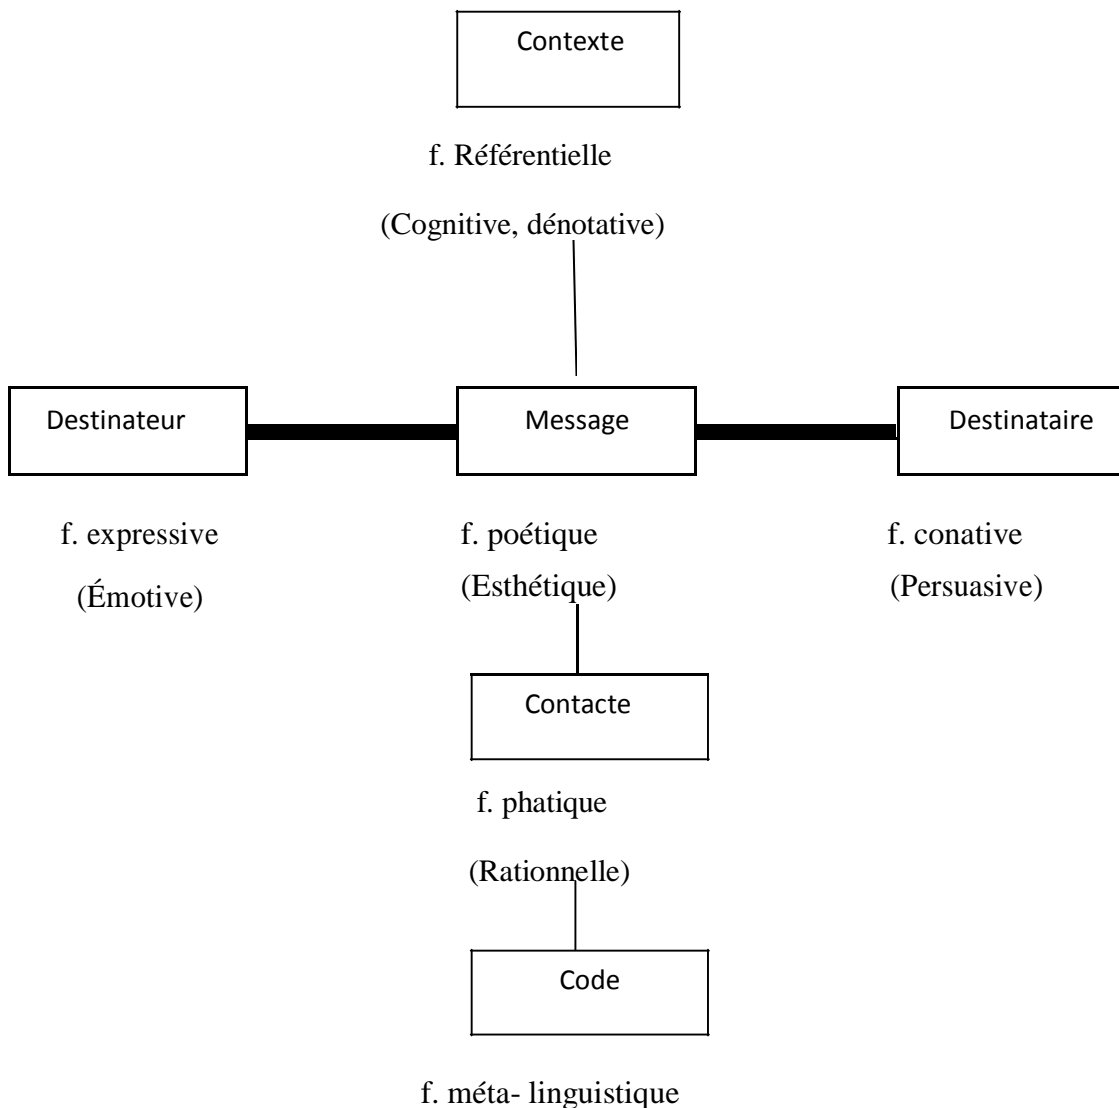 Contexte
f. Référentielle
(Cognitive, dénotative)
Destinateur Message Destinataire
f. expressive f. poétique f. conative
(Émotive) (Esthétique) (Persuasive)
Contacte
f. phatique
(Rationnelle)
Code
f. méta- linguistique